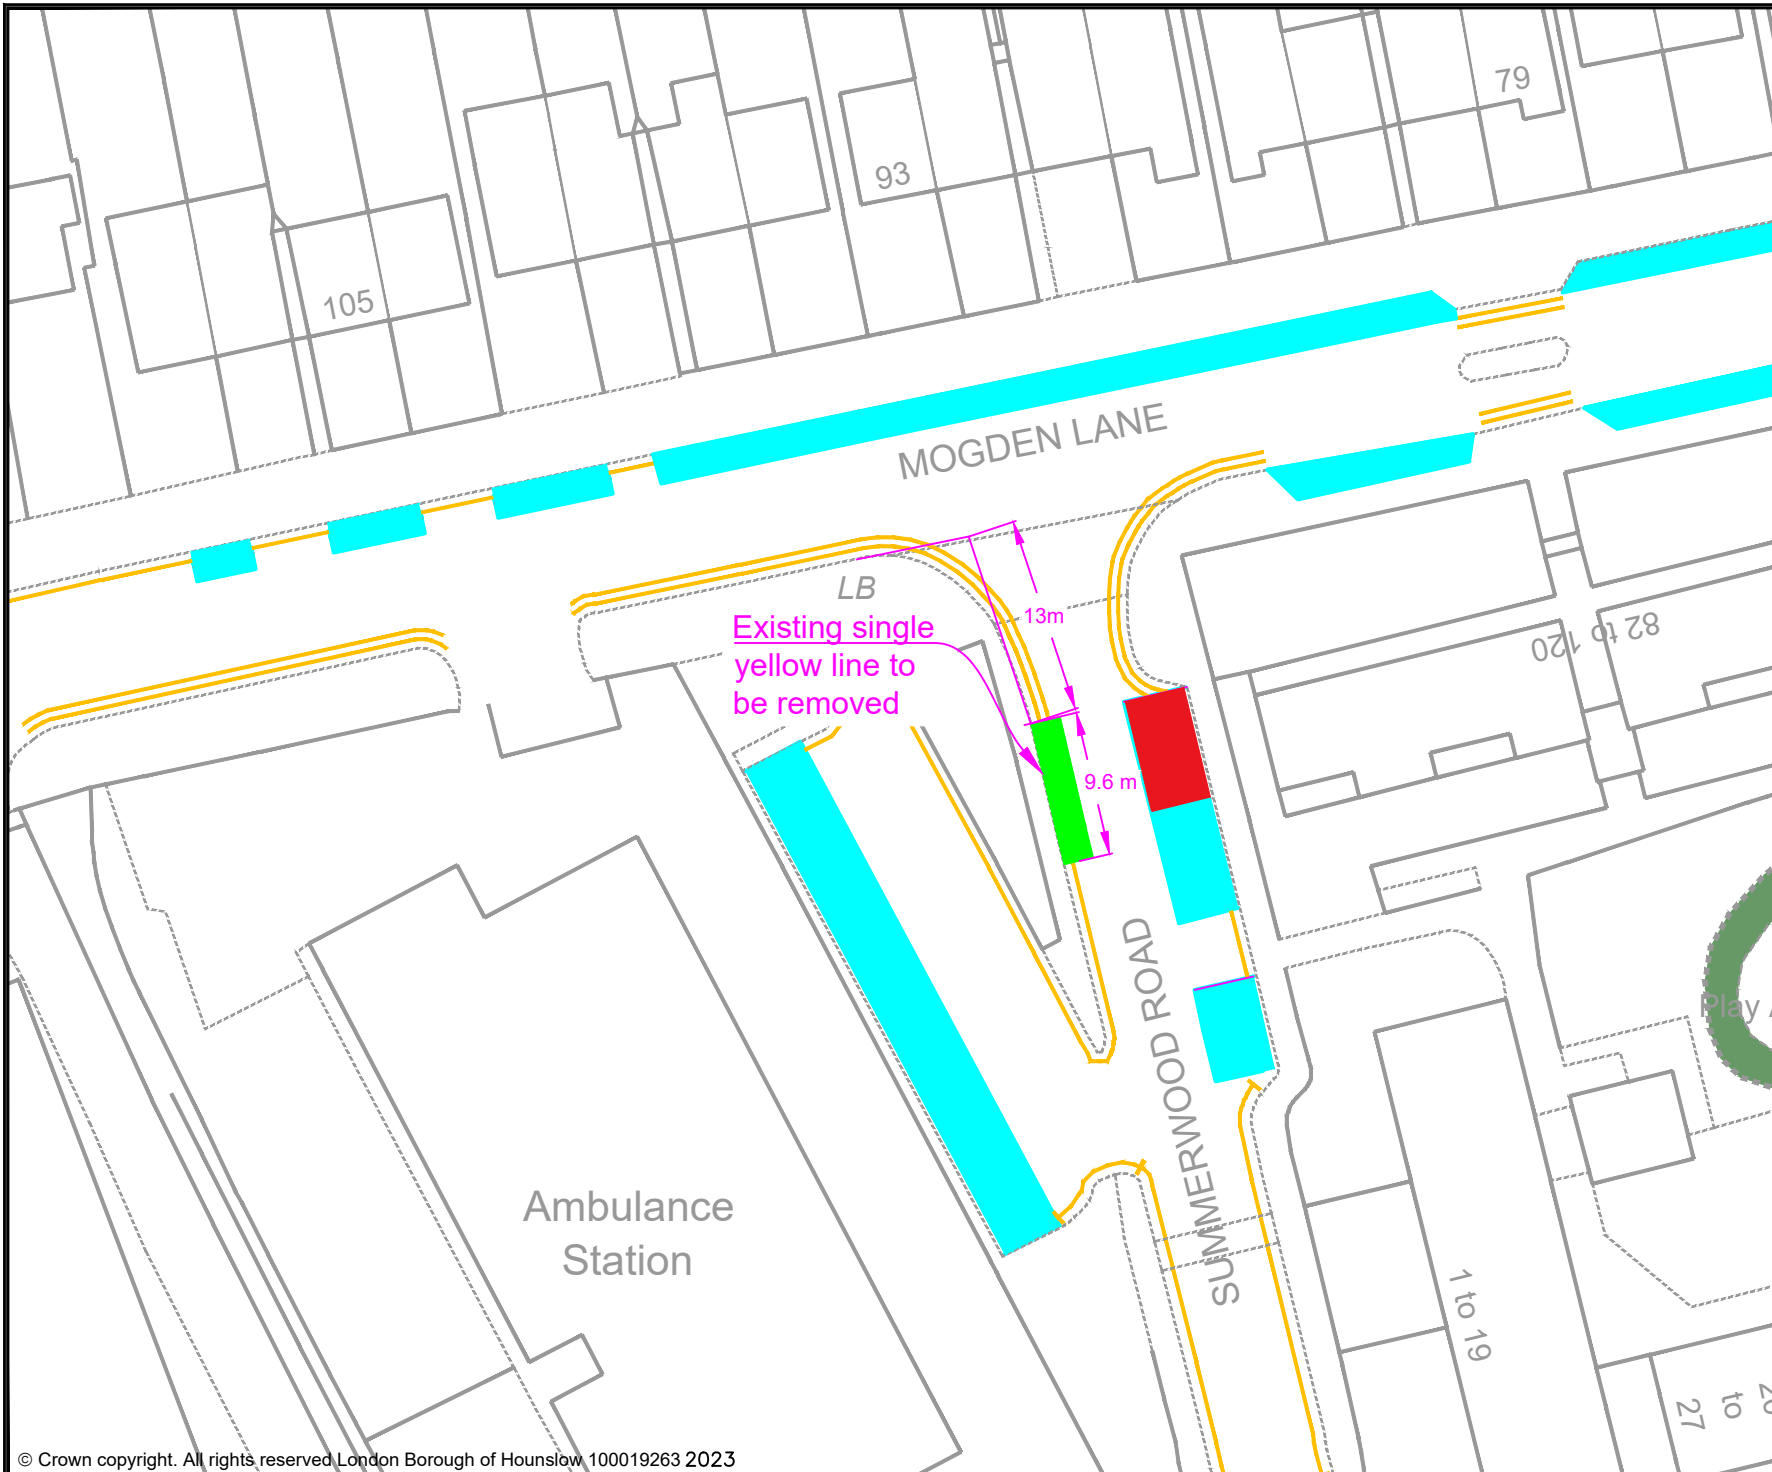 79
93
105
MOGDEN LANE
LB
Existing single
yellow line to
be removed
13m
9.6 m
82 to 120
SUMMERWOOD ROAD
Play
Ambulance
Station
1 to 19
27
to
© Crown copyright. All rights reserved London Borough of Hounslow 100019263 2023